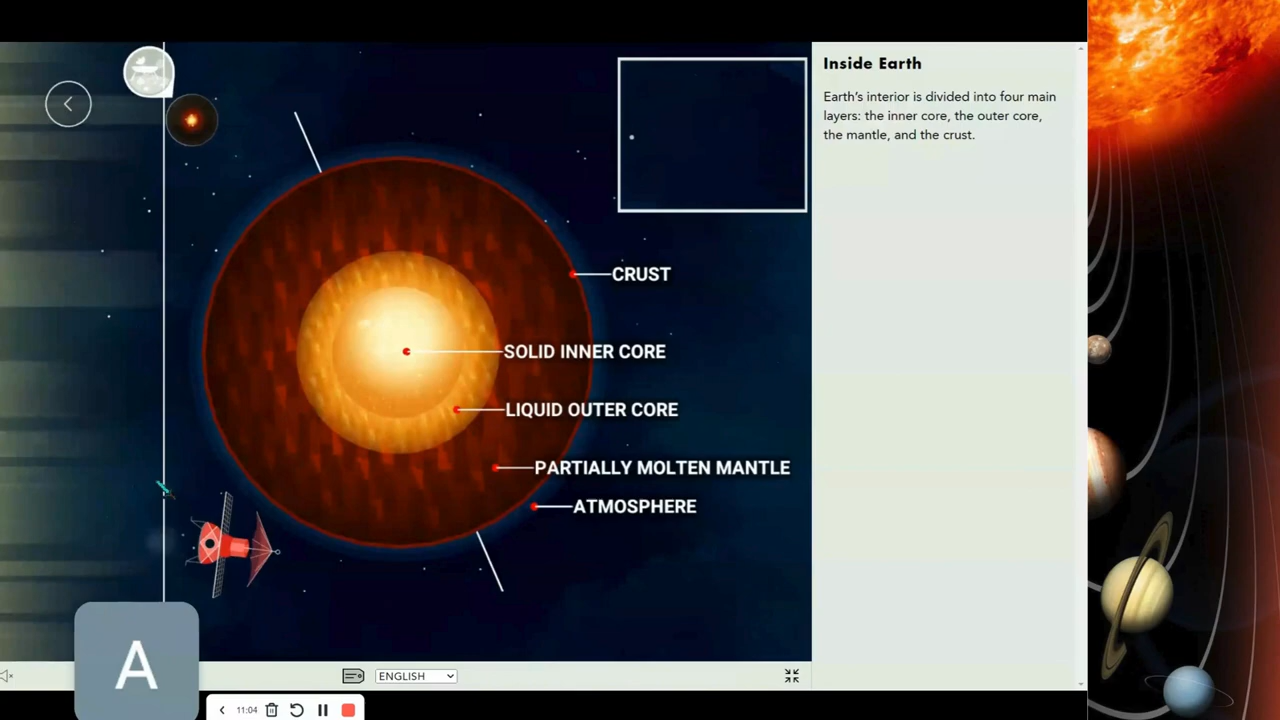 Inside Earth
Earth's interior is divided into four main
layers: the inner core, the outer core,
the mantle, and the crust.
CRUST
SOLID INNER CORE
LIQUID OUTER CORE
PARTIALLY MOLTEN MANTLE
ATMOSPHERE
A
ENGLISH
11:04